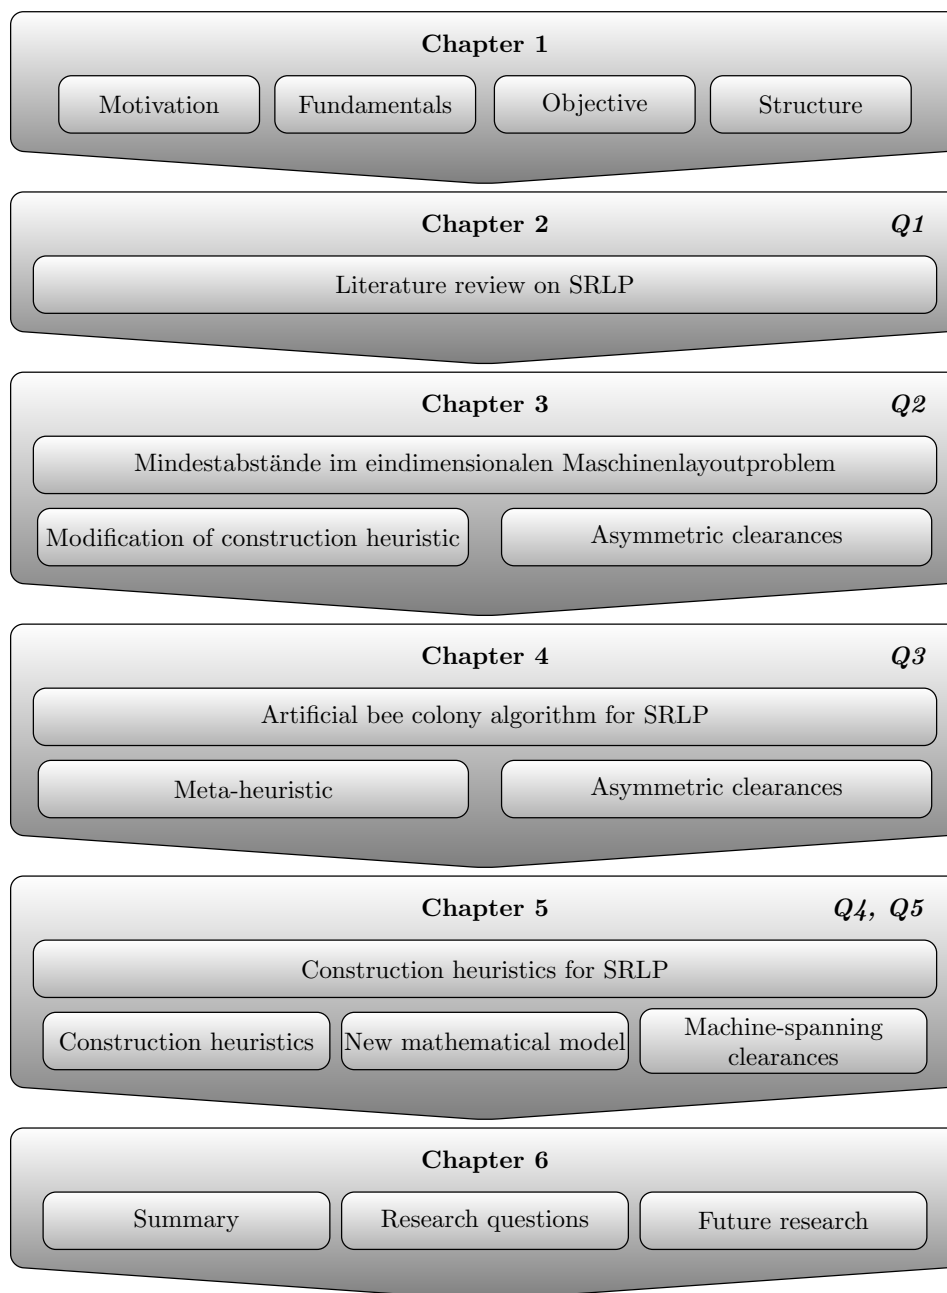 Chapter 1
Motivation
Fundamentals
Objective
Structure
Chapter 2
Q1
Literature review on SRLP
Chapter 3
Q2
Mindestabstände im eindimensionalen Maschinenlayoutproblem
Modification of construction heuristic
Asymmetric clearances
Chapter 4
Q3
Artificial bee colony algorithm for SRLP
Meta-heuristic
Asymmetric clearances
Chapter 5
Q4, Q5
Construction heuristics for SRLP
Construction heuristics
New mathematical model
Machine-spanning
clearances
Chapter 6
Summary
Research questions
Future research